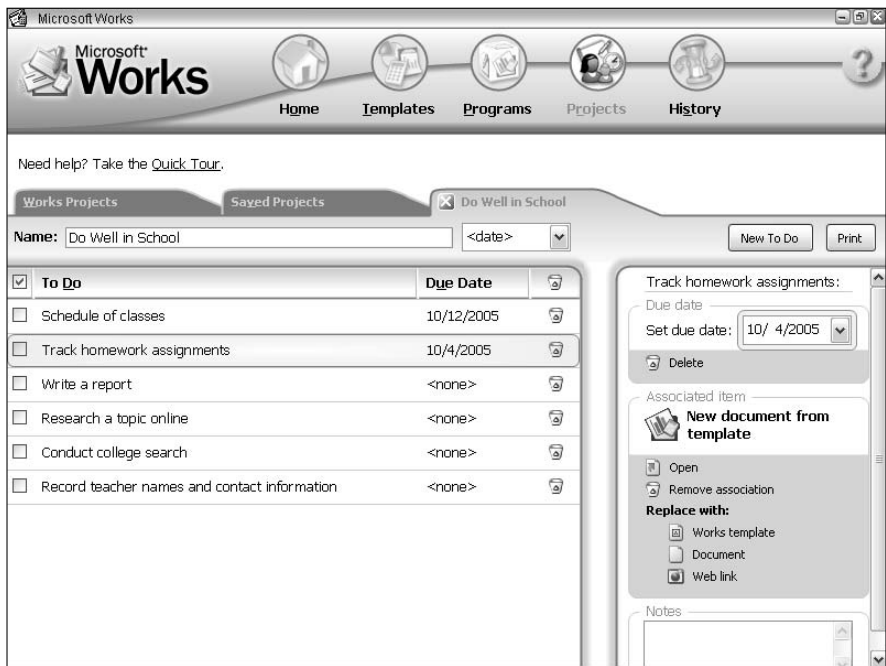 Microsoft Works
Microsoft®
Works
Home Templates Programs Projects History
?
Need help? Take the Quick Tour.
Works Projects Saved Projects Do Well in School
Name: Do Well in School <date> New To Do Print
To Do Due Date
Schedule of classes 10/12/2005
Track homework assignments 10/4/2005
Write a report <none>
Research a topic online <none>
Conduct college search <none>
Record teacher names and contact information <none>
Track homework assignments:
Due date
Set due date: 10/ 4/2005
Delete
Associated item
New document from
template
Open
Remove association
Replace with:
Works template
Document
Web link
Notes